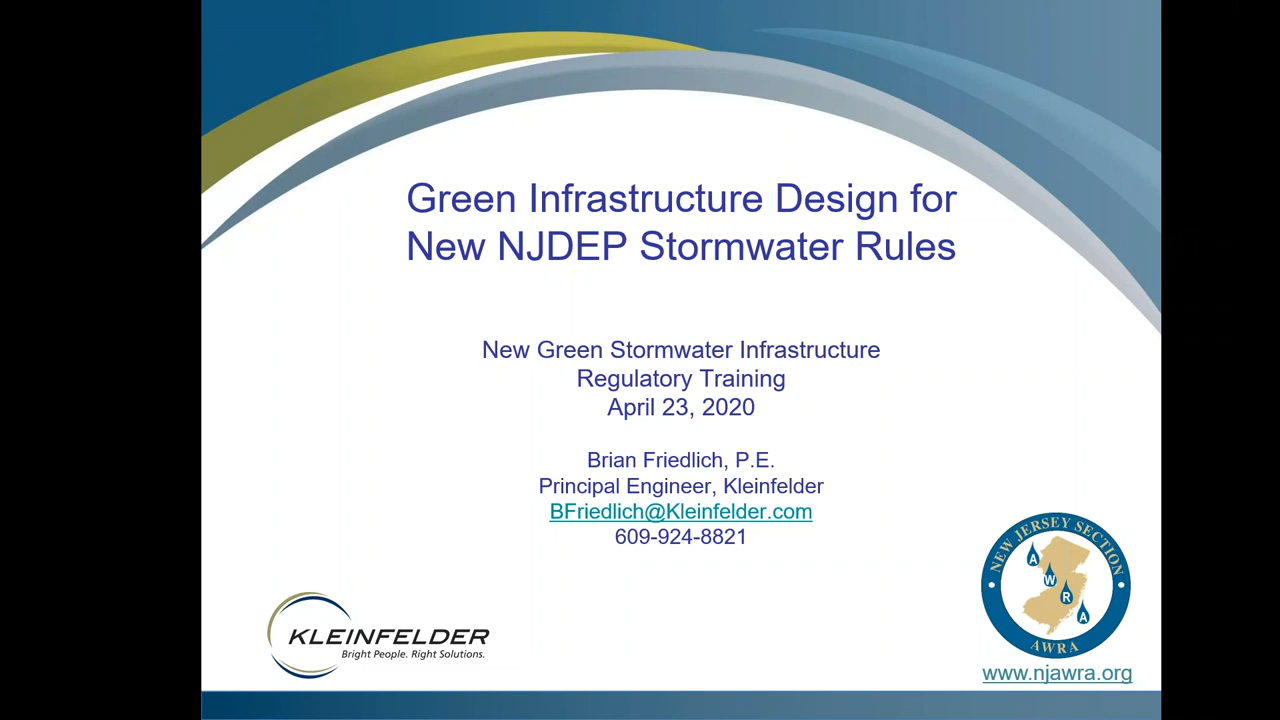 Green Infrastructure Design for
New NJDEP Stormwater Rules
New Green Stormwater Infrastructure
Regulatory Training
April 23, 2020
Brian Friedlich, P.E.
Principal Engineer, Kleinfelder
BFriedlich@Kleinfelder.com
609-924-8821
KLEINFELDER
Bright People. Right Solutions.
NEW JERSEY SECTION
A
W
R
A
AWRA
www.njawra.org